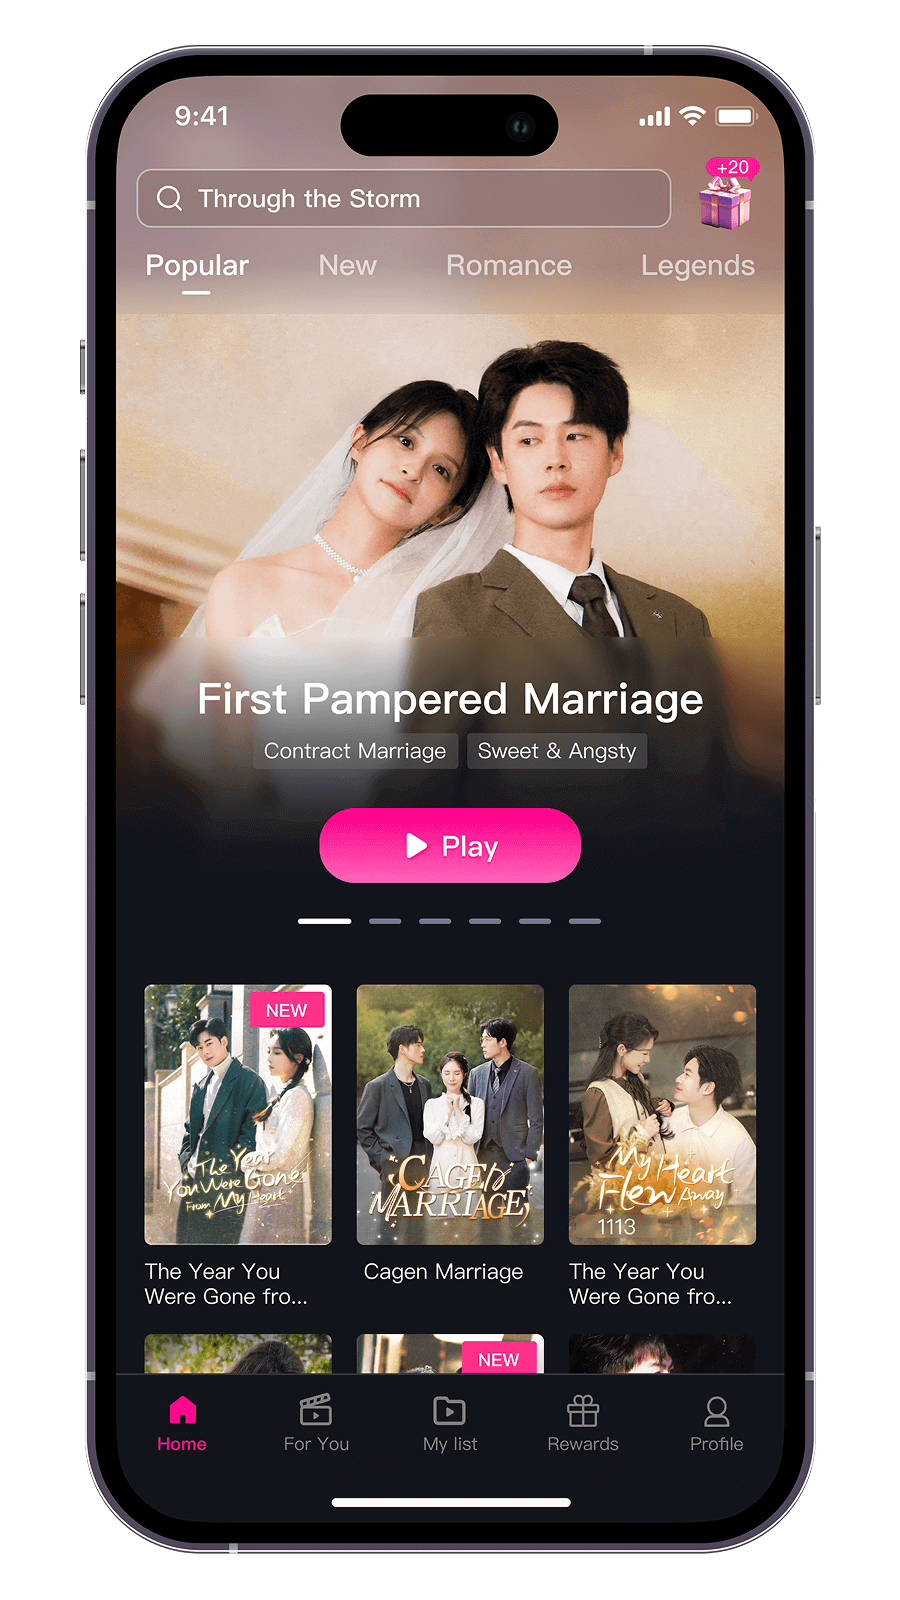 9:41
+20
Through the Storm
Popular New Romance Legends
First Pampered Marriage
Contract Marriage Sweet & Angsty
Play
NEW
The Year
You Were Gone
From My Heart
CAGEN
MARRIAGE
My Heart
Flew Away
1113
The Year You
Were Gone fro...
Cagen Marriage
The Year You
Were Gone fro...
NEW
Home For You My list Rewards Profile